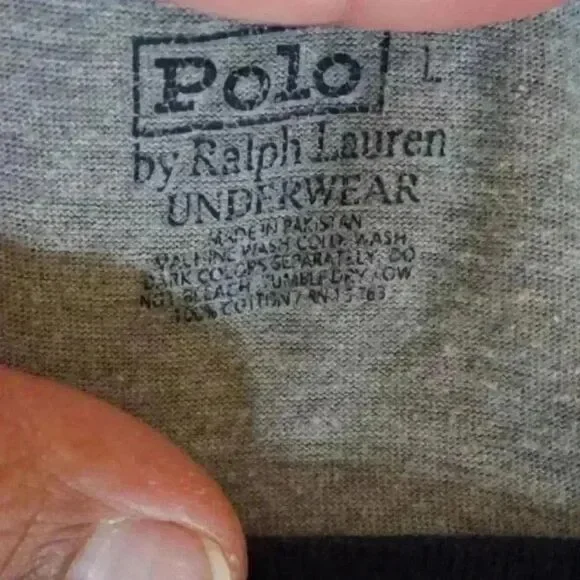 Polo L
by Ralph Lauren
UNDERWEAR
MADE IN PAKISTAN
MACHINE WASH COLD, WASH
DARK COLORS SEPARATELY, DO
NOT BLEACH, TUMBLE DRY LOW
100% COTTON / RN